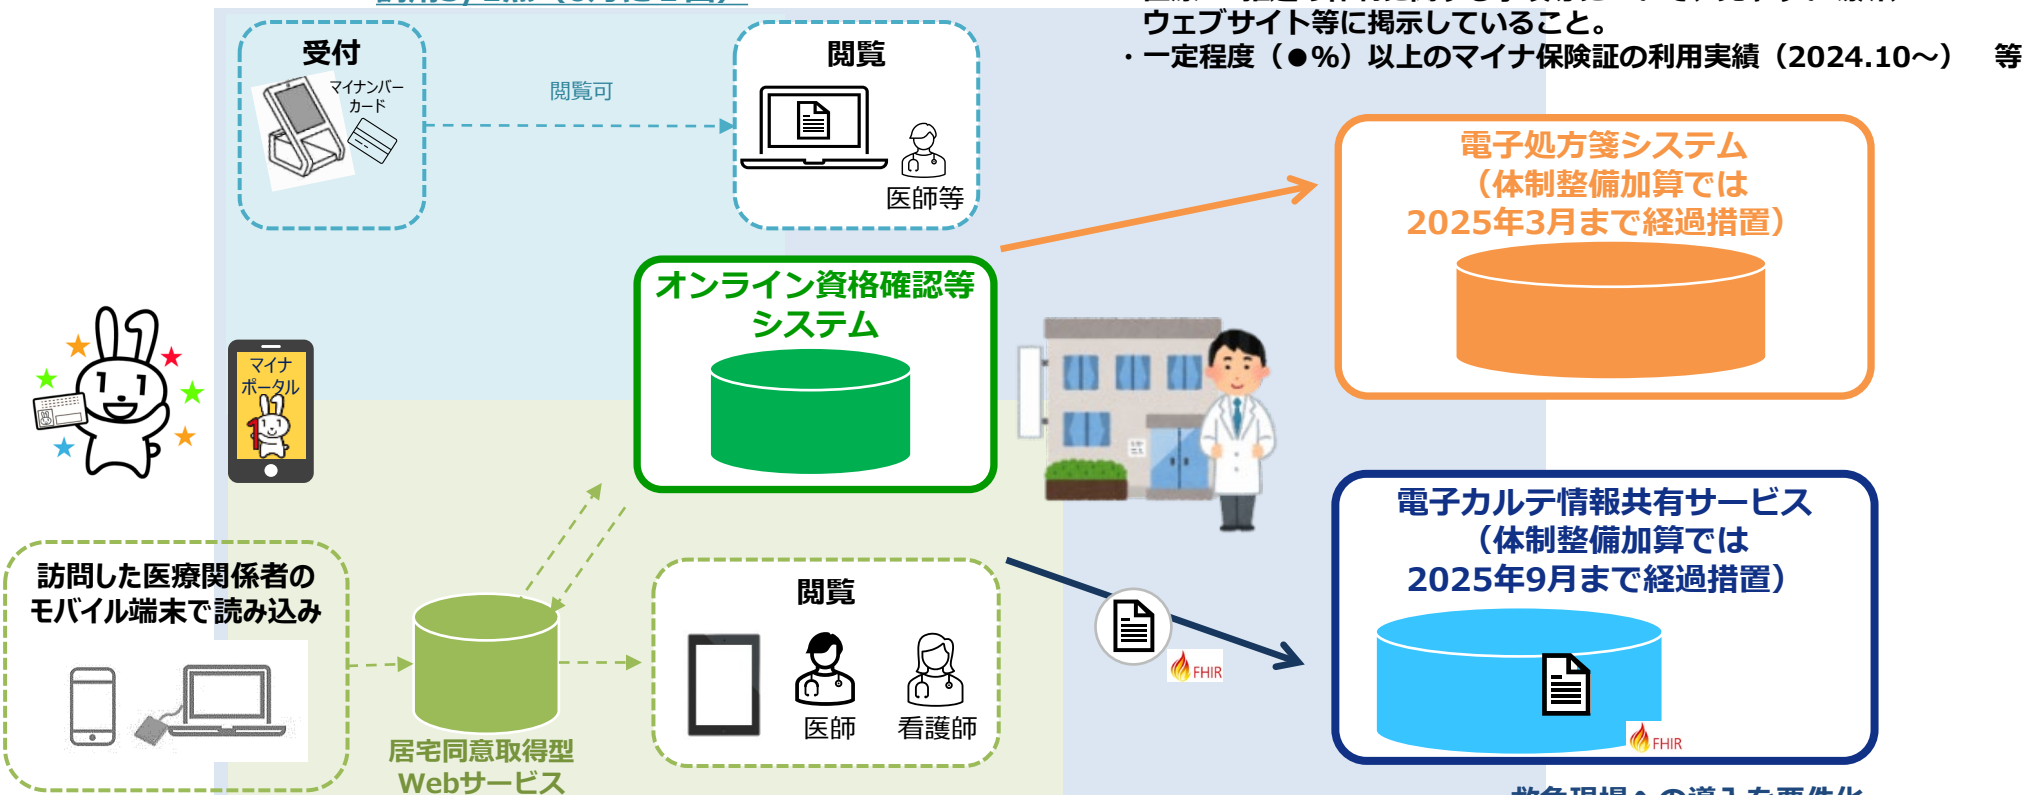 ウェブサイト等に掲示していること。
・一定程度（●%）以上のマイナ保険証の利用実績（2024.10～）　等
受付
マイナンバー
カード
閲覧可
閲覧
医師等
電子処方箋システム
（体制整備加算では
2025年3月まで経過措置）
オンライン資格確認等
システム
マイナ
ポータル
訪問した医療関係者の
モバイル端末で読み込み
居宅同意取得型
Webサービス
閲覧
医師
看護師
FHIR
電子カルテ情報共有サービス
（体制整備加算では
2025年9月まで経過措置）
FHIR